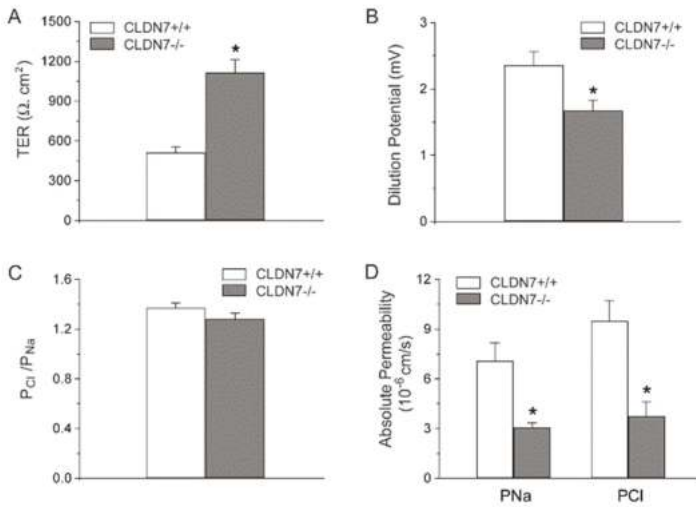 A
CLDN7+/+
CLDN7-/-
*
TER (Ω. cm²)
1500
1200
900
600
300
0
B
CLDN7+/+
CLDN7-/-
*
Dilution Potential (mV)
3
2
1
0
C
CLDN7+/+
CLDN7-/-
PCl /PNa
1.6
1.2
0.8
0.4
0.0
D
CLDN7+/+
CLDN7-/-
*
*
Absolute Permeability
(10⁻⁶ cm/s)
12
9
6
3
0
PNa
PCl